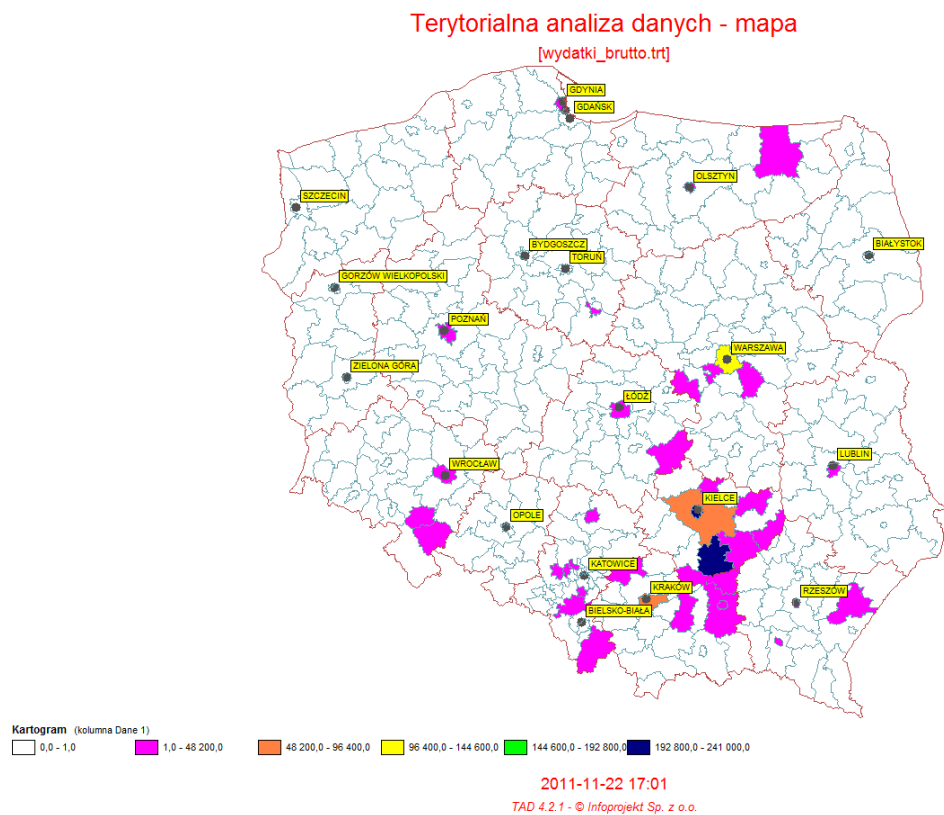 Terytorialna analiza danych - mapa
[wydatki_brutto.trt]
GDYNIA
GDAŃSK
OLSZTYN
SZCZECIN
BYDGOSZCZ
BIAŁYSTOK
TORUŃ
GORZÓW WIELKOPOLSKI
POZNAŃ
WARSZAWA
ZIELONA GÓRA
ŁÓDŹ
LUBLIN
WROCŁAW
KIELCE
OPOLE
KATOWICE
KRAKÓW
RZESZÓW
BIELSKO-BIAŁA
Kartogram (kolumna Dane 1)
0,0 - 1,0 1,0 - 48 200,0 48 200,0 - 96 400,0 96 400,0 - 144 600,0 144 600,0 - 192 800,0 192 800,0 - 241 000,0
2011-11-22 17:01
TAD 4.2.1 - © Infoprojekt Sp. z o.o.